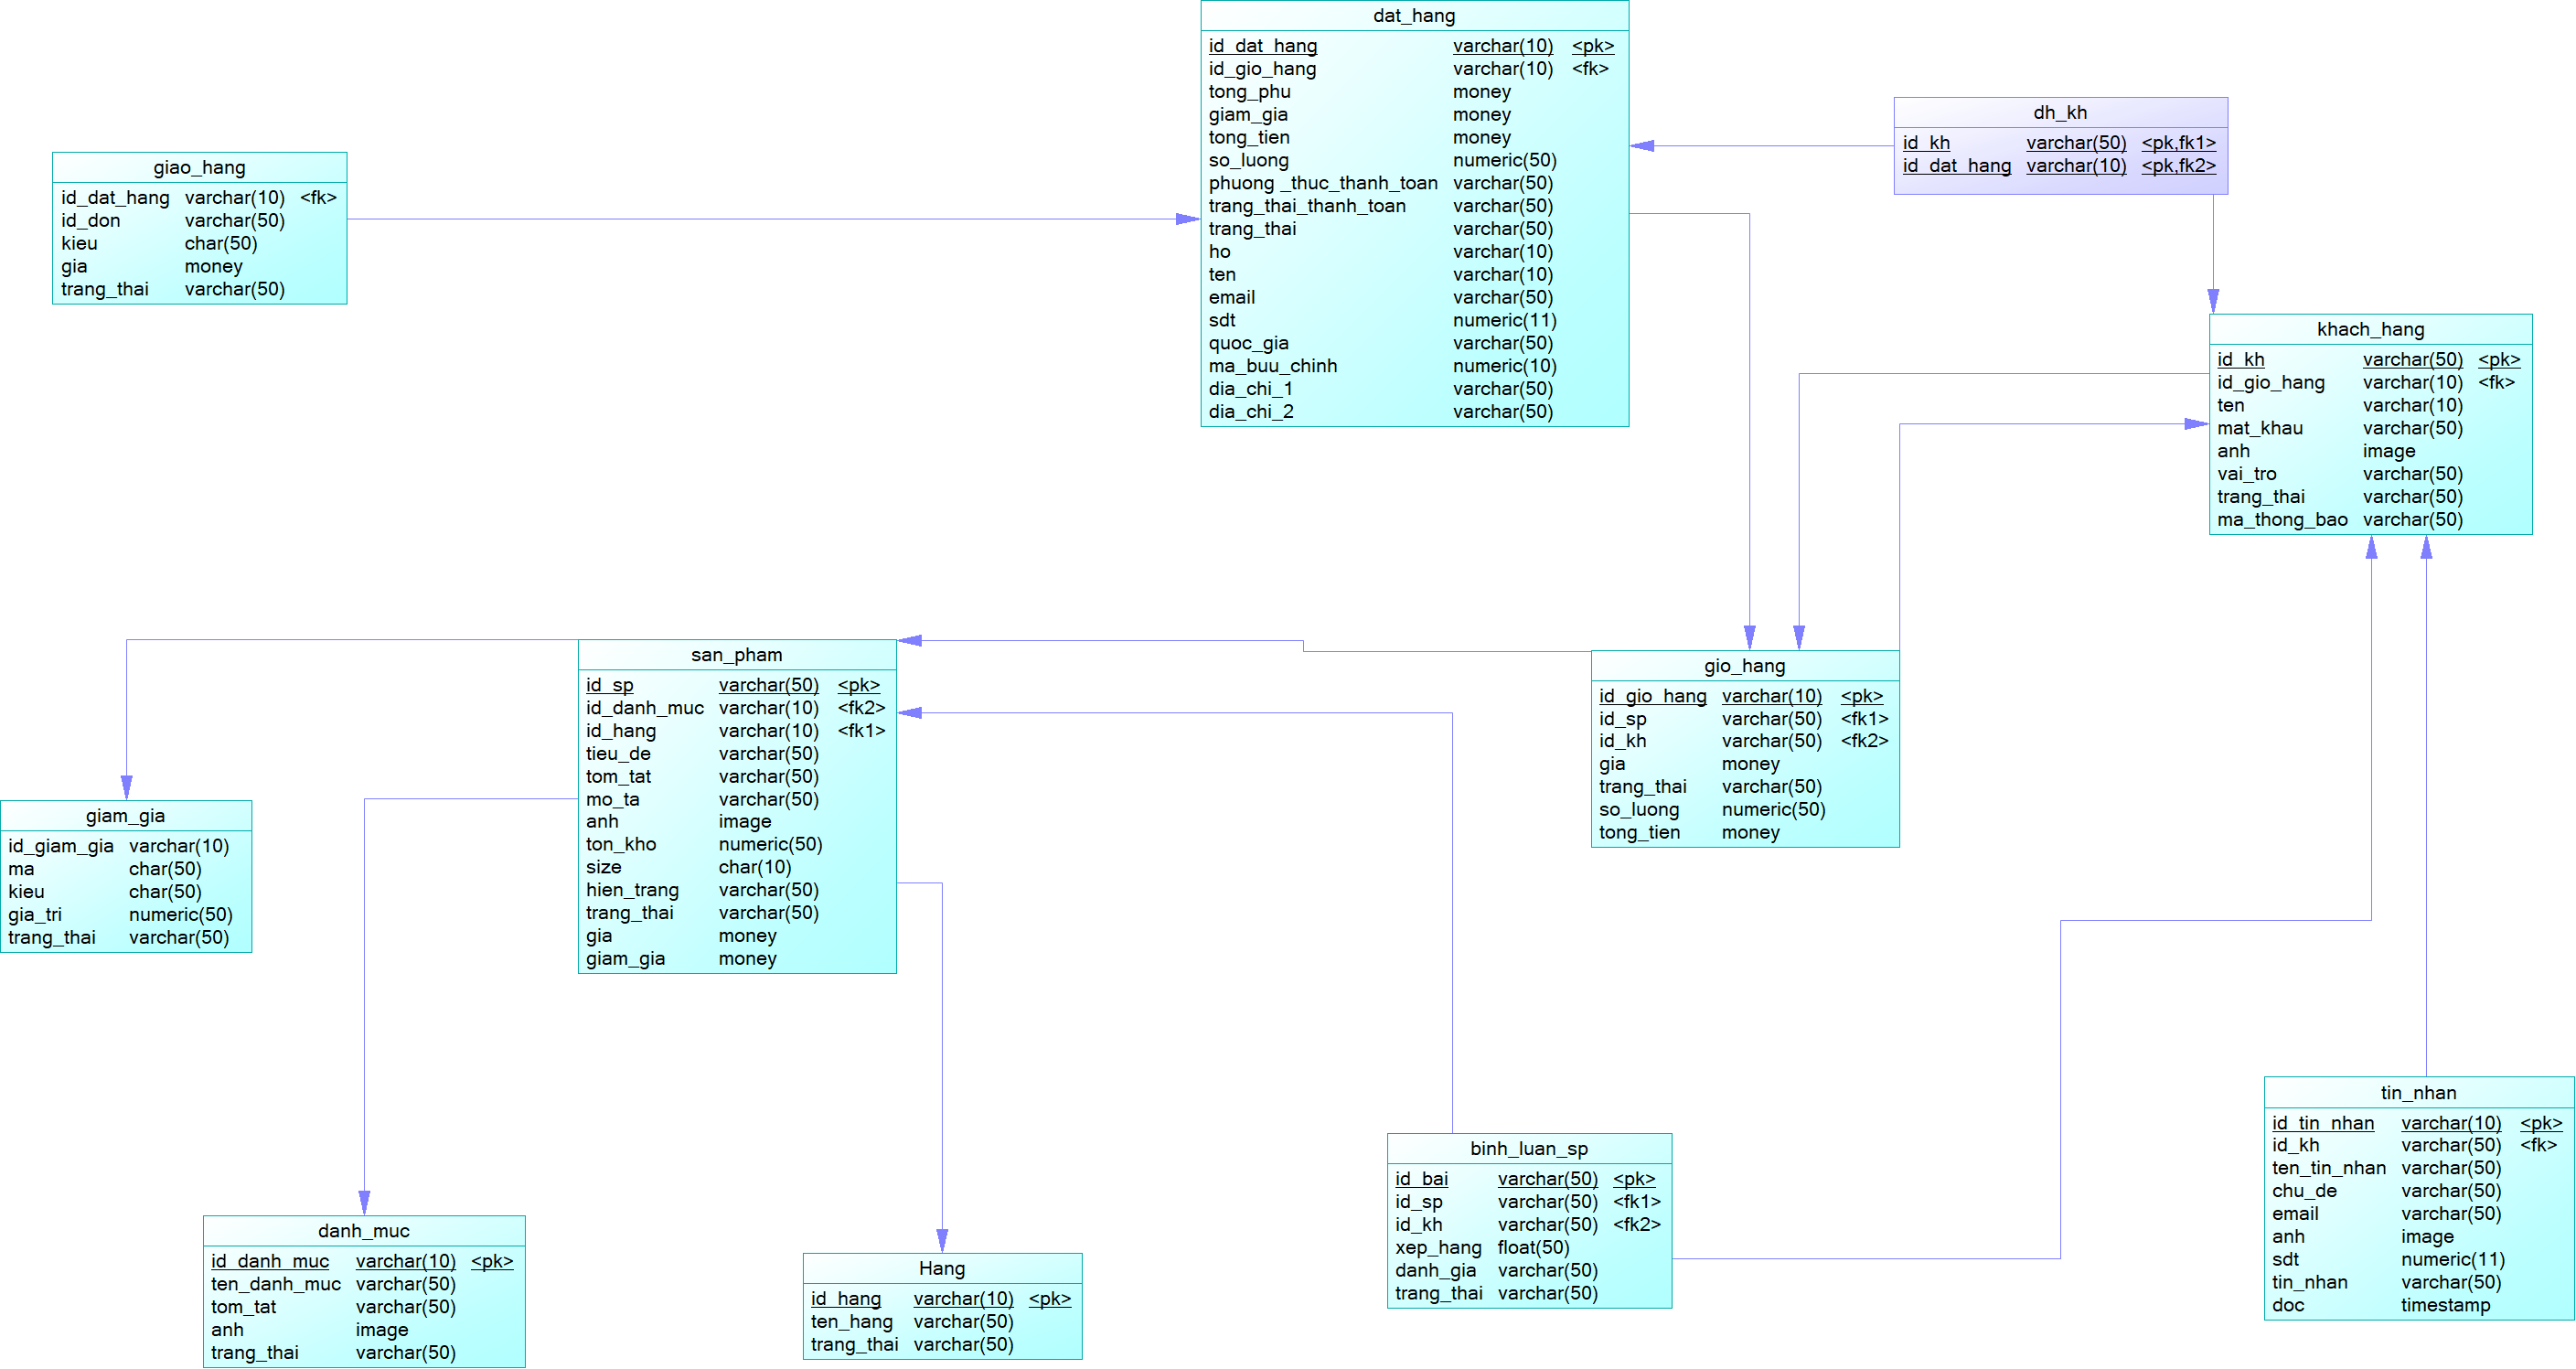 dat_hang
id_dat_hang varchar(10) <pk>
id_gio_hang varchar(10) <fk>
tong_phu money
giam_gia money
tong_tien money
so_luong numeric(50)
phuong _thuc_thanh_toan varchar(50)
trang_thai_thanh_toan varchar(50)
trang_thai varchar(50)
ho varchar(10)
ten varchar(10)
email varchar(50)
sdt numeric(11)
quoc_gia varchar(50)
ma_buu_chinh numeric(10)
dia_chi_1 varchar(50)
dia_chi_2 varchar(50)
dh_kh
id_kh varchar(50) <pk,fk1>
id_dat_hang varchar(10) <pk,fk2>
giao_hang
id_dat_hang varchar(10) <fk>
id_don varchar(50)
kieu char(50)
gia money
trang_thai varchar(50)
khach_hang
id_kh varchar(50) <pk>
id_gio_hang varchar(10) <fk>
ten varchar(10)
mat_khau varchar(50)
anh image
vai_tro varchar(50)
trang_thai varchar(50)
ma_thong_bao varchar(50)
san_pham
id_sp varchar(50) <pk>
id_danh_muc varchar(10) <fk2>
id_hang varchar(10) <fk1>
tieu_de varchar(50)
tom_tat varchar(50)
mo_ta varchar(50)
anh image
ton_kho numeric(50)
size char(10)
hien_trang varchar(50)
trang_thai varchar(50)
gia money
giam_gia money
gio_hang
id_gio_hang varchar(10) <pk>
id_sp varchar(50) <fk1>
id_kh varchar(50) <fk2>
gia money
trang_thai varchar(50)
so_luong numeric(50)
tong_tien money
giam_gia
id_giam_gia varchar(10)
ma char(50)
kieu char(50)
gia_tri numeric(50)
trang_thai varchar(50)
tin_nhan
id_tin_nhan varchar(10) <pk>
id_kh varchar(50) <fk>
ten_tin_nhan varchar(50)
chu_de varchar(50)
email varchar(50)
anh image
sdt numeric(11)
tin_nhan varchar(50)
doc timestamp
binh_luan_sp
id_bai varchar(50) <pk>
id_sp varchar(50) <fk1>
id_kh varchar(50) <fk2>
xep_hang float(50)
danh_gia varchar(50)
trang_thai varchar(50)
danh_muc
id_danh_muc varchar(10) <pk>
ten_danh_muc varchar(50)
tom_tat varchar(50)
anh image
trang_thai varchar(50)
Hang
id_hang varchar(10) <pk>
ten_hang varchar(50)
trang_thai varchar(50)